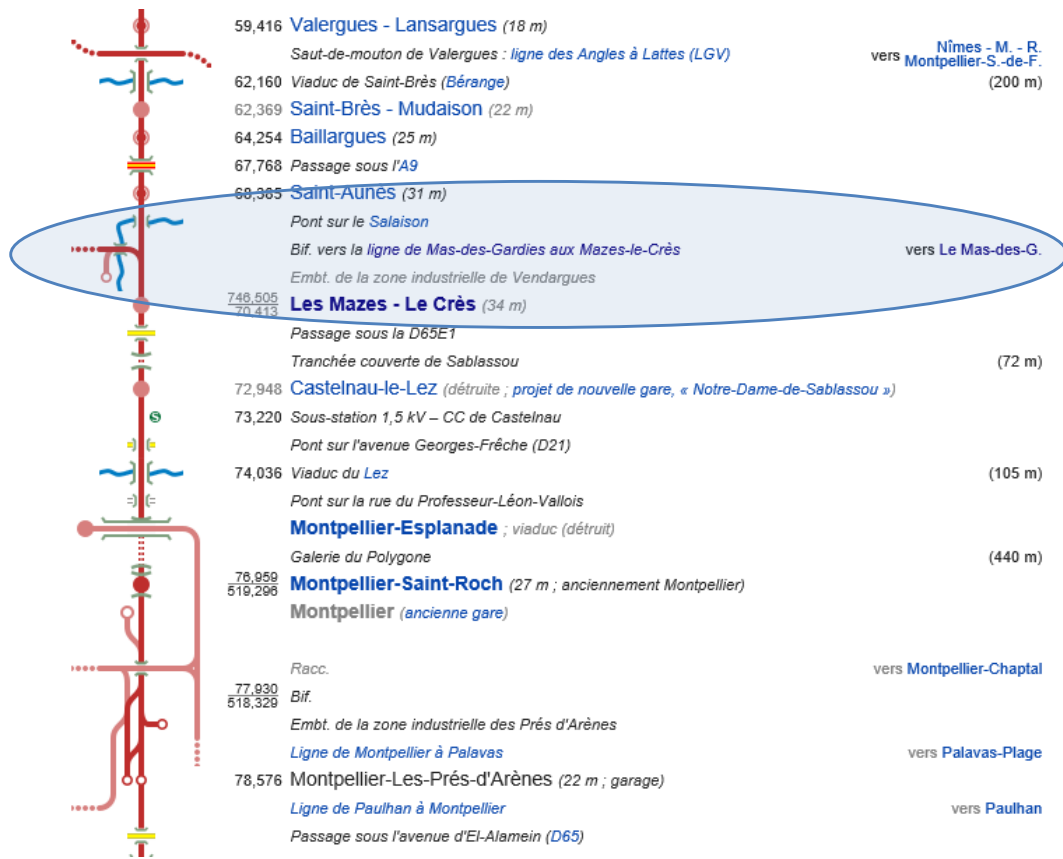 59,416 Valergues - Lansargues (18 m)
Saut-de-mouton de Valergues : ligne des Angles à Lattes (LGV) vers Nîmes - M. - R. Montpellier-S.-de-F.
62,160 Viaduc de Saint-Brès (Bérange) (200 m)
62,369 Saint-Brès - Mudaison (22 m)
64,254 Baillargues (25 m)
67,768 Passage sous l'A9
68,385 Saint-Aunès (31 m)
Pont sur le Salaison
Bif. vers la ligne de Mas-des-Gardies aux Mazes-le-Crès vers Le Mas-des-G.
Embt. de la zone industrielle de Vendargues
746,505
70,413 Les Mazes - Le Crès (34 m)
Passage sous la D65E1
Tranchée couverte de Sablassou (72 m)
72,948 Castelnau-le-Lez (détruite ; projet de nouvelle gare, « Notre-Dame-de-Sablassou »)
S 73,220 Sous-station 1,5 kV – CC de Castelnau
Pont sur l'avenue Georges-Frêche (D21)
74,036 Viaduc du Lez (105 m)
Pont sur la rue du Professeur-Léon-Vallois
Montpellier-Esplanade ; viaduc (détruit)
Galerie du Polygone (440 m)
76,959
519,296 Montpellier-Saint-Roch (27 m ; anciennement Montpellier)
Montpellier (ancienne gare)
Racc. vers Montpellier-Chaptal
77,930
518,329 Bif.
Embt. de la zone industrielle des Prés d'Arènes
Ligne de Montpellier à Palavas vers Palavas-Plage
78,576 Montpellier-Les-Prés-d'Arènes (22 m ; garage)
Ligne de Paulhan à Montpellier vers Paulhan
Passage sous l'avenue d'El-Alamein (D65)